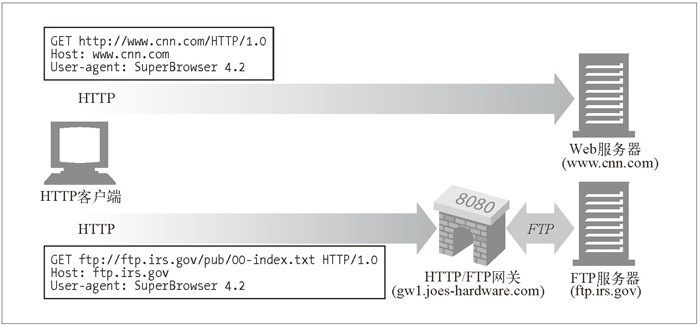 GET http://www.cnn.com/HTTP/1.0
Host: www.cnn.com
User-agent: SuperBrowser 4.2
HTTP
Web服务器
(www.cnn.com)
HTTP客户端
HTTP
8080
FTP
GET ftp://ftp.irs.gov/pub/00-index.txt HTTP/1.0
Host: ftp.irs.gov
User-agent: SuperBrowser 4.2
HTTP/FTP网关
(gw1.joes-hardware.com)
FTP服务器
(ftp.irs.gov)